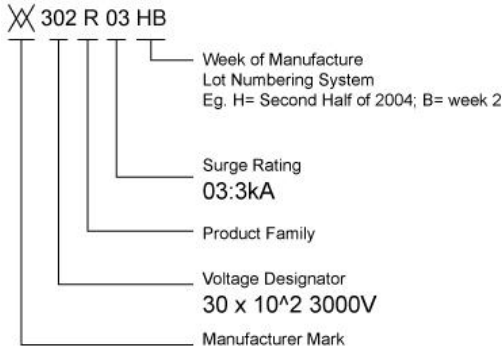 302 R 03 HB
Week of Manufacture
Lot Numbering System
Eg. H= Second Half of 2004; B= week 2
Surge Rating
03:3kA
Product Family
Voltage Designator
30 x 10^2 3000V
Manufacturer Mark